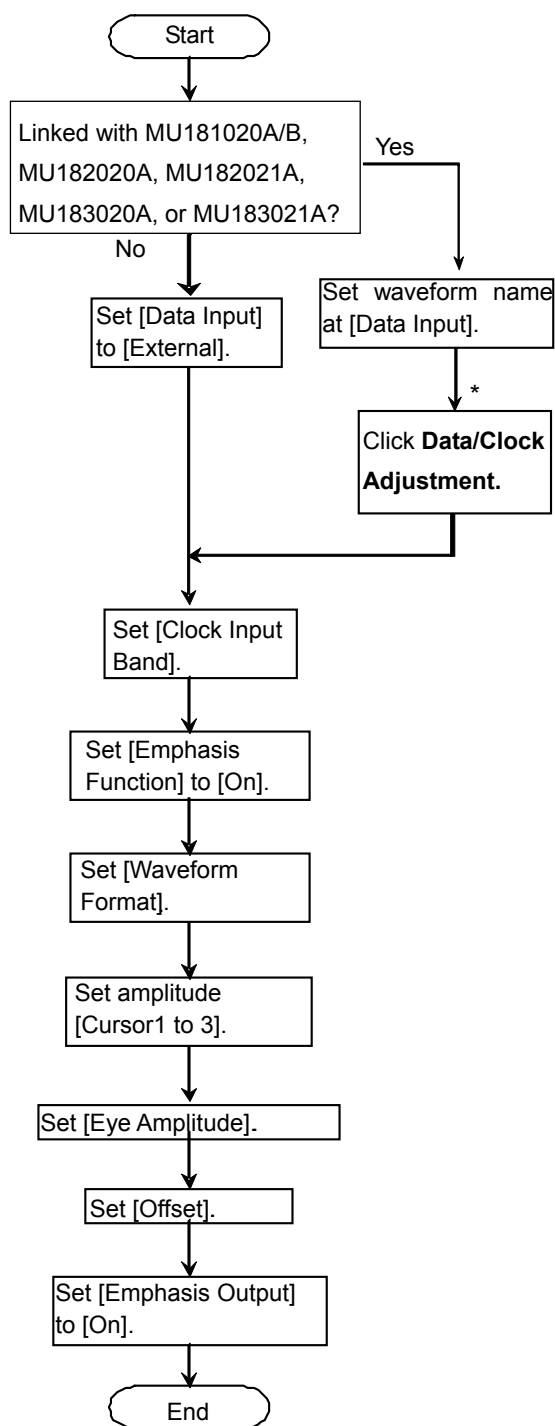 Start
Linked with MU181020A/B,
MU182020A, MU182021A,
MU183020A, or MU183021A?
Yes
No
Set [Data Input]
to [External].
Set waveform name
at [Data Input].
*
Click Data/Clock
Adjustment.
Set [Clock Input
Band].
Set [Emphasis
Function] to [On].
Set [Waveform
Format].
Set amplitude
[Cursor1 to 3].
Set [Eye Amplitude].
Set [Offset].
Set [Emphasis Output]
to [On].
End